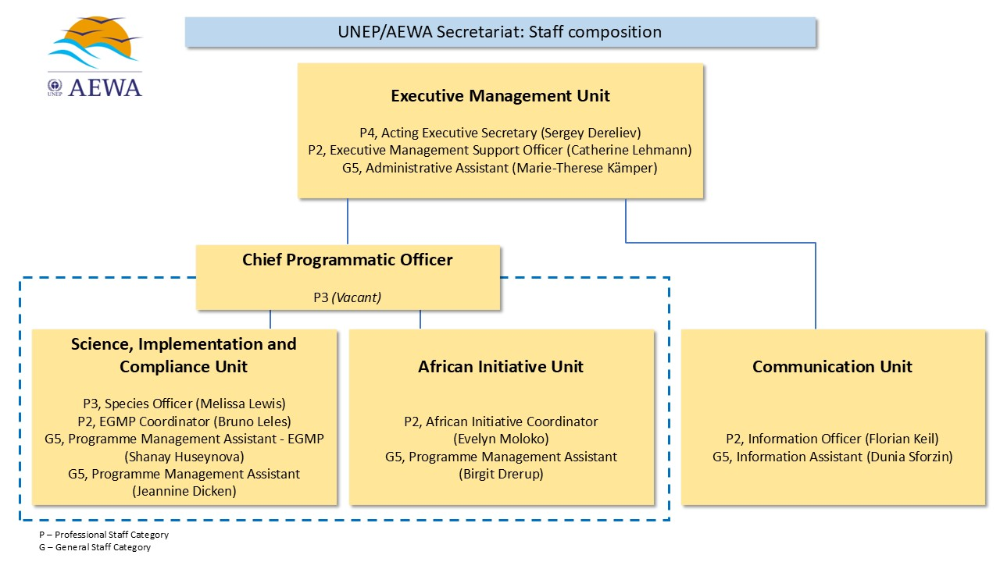 UNEP/AEWA Secretariat: Staff composition
UNEP
AEWA
Executive Management Unit
P4, Acting Executive Secretary (Sergey Dereliev)
P2, Executive Management Support Officer (Catherine Lehmann)
G5, Administrative Assistant (Marie-Therese Kämper)
Chief Programmatic Officer
P3 (Vacant)
Science, Implementation and
Compliance Unit
P3, Species Officer (Melissa Lewis)
P2, EGMP Coordinator (Bruno Leles)
G5, Programme Management Assistant - EGMP
(Shanay Huseynova)
G5, Programme Management Assistant
(Jeannine Dicken)
African Initiative Unit
P2, African Initiative Coordinator
(Evelyn Moloko)
G5, Programme Management Assistant
(Birgit Drerup)
Communication Unit
P2, Information Officer (Florian Keil)
G5, Information Assistant (Dunia Sforzin)
P – Professional Staff Category
G – General Staff Category